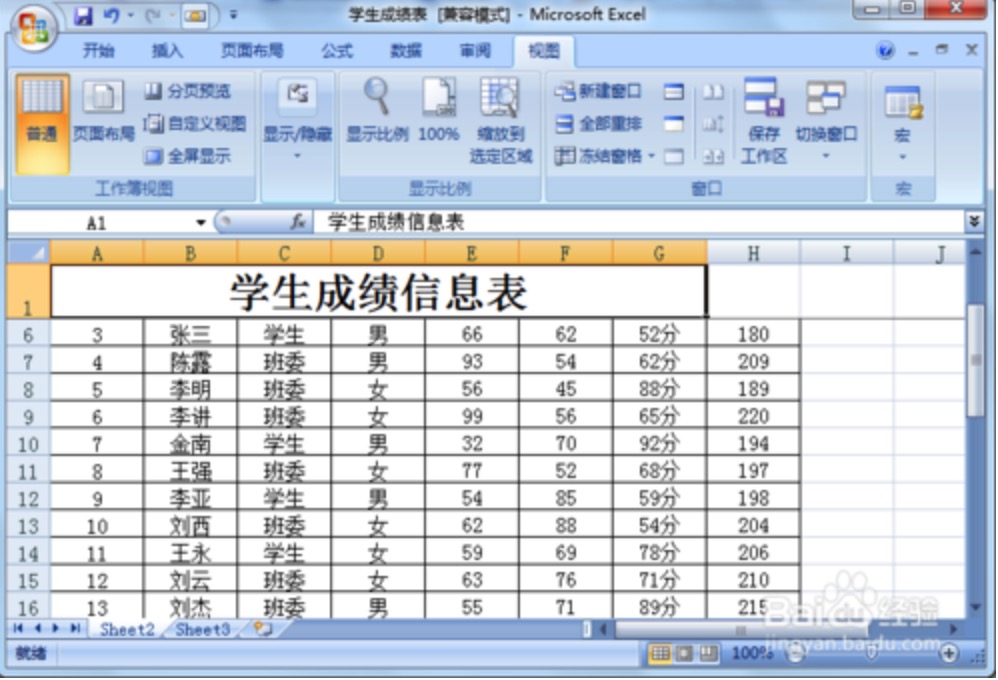 学生成绩表 [兼容模式] - Microsoft Excel
开始 插入 页面布局 公式 数据 审阅 视图
普通 页面布局 分页预览 自定义视图 全屏显示 显示/隐藏 显示比例 100% 缩放到选定区域 新建窗口 全部重排 冻结窗格 保存工作区 切换窗口 宏
工作簿视图 显示比例 窗口 宏
A1 fx 学生成绩信息表
A B C D E F G H I J
1 学生成绩信息表
6 3 张三 学生 男 66 62 52分 180
7 4 陈露 班委 男 93 54 62分 209
8 5 李明 班委 女 56 45 88分 189
9 6 李讲 班委 女 99 56 65分 220
10 7 金南 学生 男 32 70 92分 194
11 8 王强 班委 女 77 52 68分 197
12 9 李亚 学生 男 54 85 59分 198
13 10 刘西 班委 女 62 88 54分 204
14 11 王永 学生 女 59 69 78分 206
15 12 刘云 班委 女 63 76 71分 210
16 13 刘杰 班委 男 55 71 89分 215
Sheet2 Sheet3
就绪 100%
Baidu 经验
jingyan.baidu.com